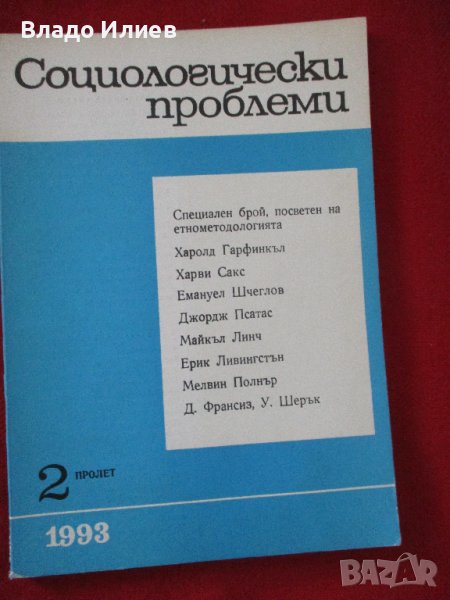 Владо Илиев
Социологически
проблеми
Специален брой, посветен на
етнометодологията
Харолд Гарфинкъл
Харви Сакс
Емануел Шчеглов
Джордж Псатас
Майкъл Линч
Ерик Ливингстън
Мелвин Полнър
Д. Франсиз, У. Шерък
2 ПРОЛЕТ
1993
BAZAR